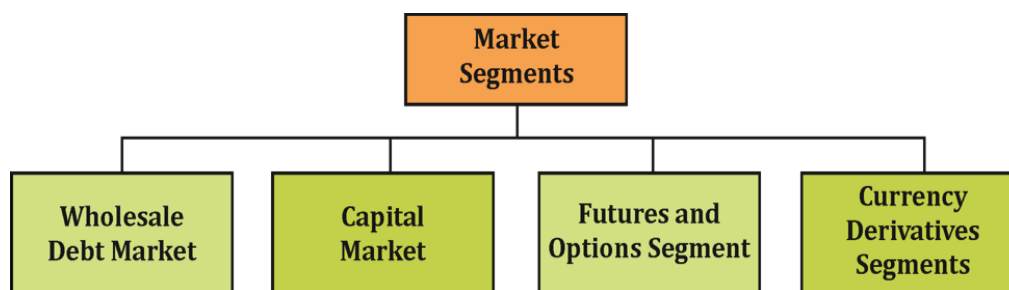 Market
Segments
Wholesale
Debt Market
Capital
Market
Futures and
Options Segment
Currency
Derivatives
Segments